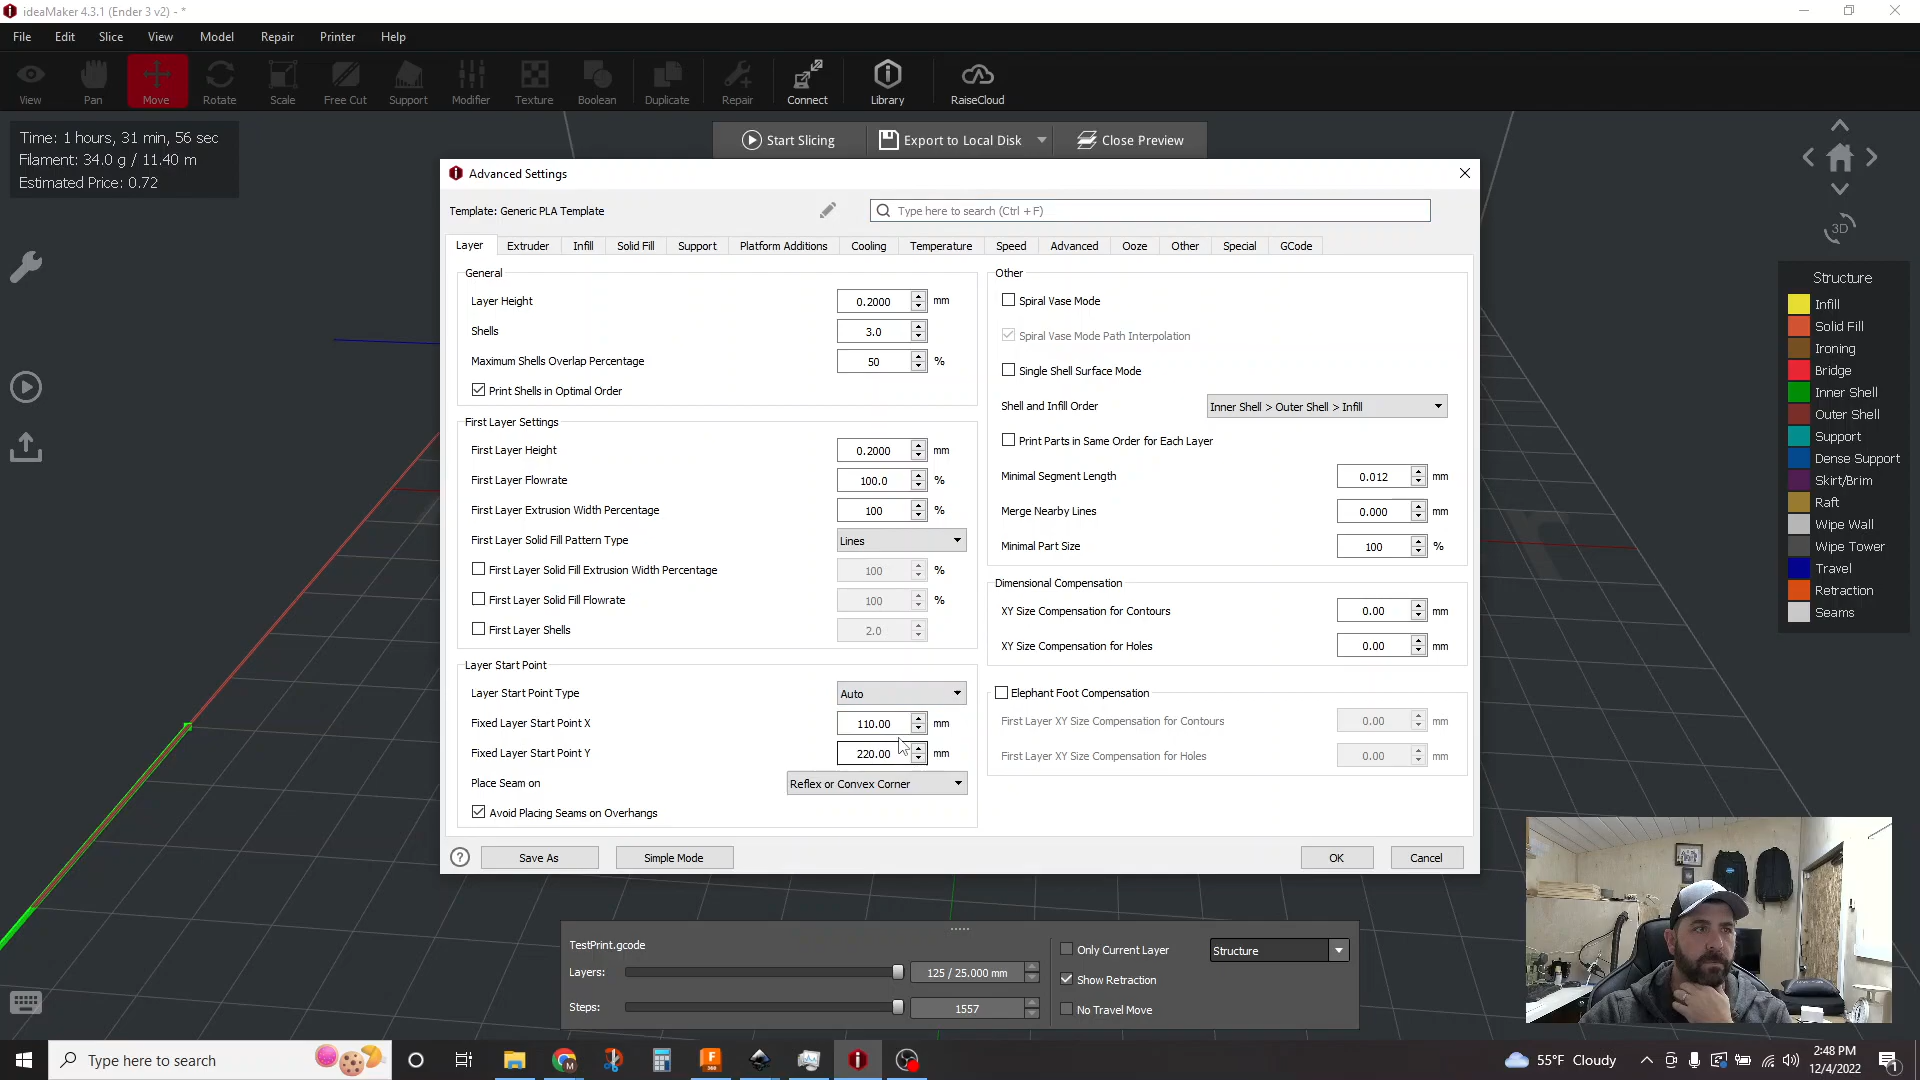 ideaMaker 4.3.1 (Ender 3 v2) - *
File Edit Slice View Model Repair Printer Help
View Pan Move Rotate Scale Free Cut Support Modifier Texture Boolean Duplicate Repair Connect Library RaiseCloud
Time: 1 hours, 31 min, 56 sec
Filament: 34.0 g / 11.40 m
Estimated Price: 0.72
Start Slicing Export to Local Disk Close Preview
Advanced Settings
Template: Generic PLA Template
Type here to search (Ctrl + F)
Layer Extruder Infill Solid Fill Support Platform Additions Cooling Temperature Speed Advanced Ooze Other Special GCode
General
Layer Height 0.2000 mm
Shells 3.0
Maximum Shells Overlap Percentage 50 %
Print Shells in Optimal Order
First Layer Settings
First Layer Height 0.2000 mm
First Layer Flowrate 100.0 %
First Layer Extrusion Width Percentage 100 %
First Layer Solid Fill Pattern Type Lines
First Layer Solid Fill Extrusion Width Percentage 100 %
First Layer Solid Fill Flowrate 100 %
First Layer Shells 2.0
Layer Start Point
Layer Start Point Type Auto
Fixed Layer Start Point X 110.00 mm
Fixed Layer Start Point Y 220.00 mm
Place Seam on Reflex or Convex Corner
Avoid Placing Seams on Overhangs
Other
Spiral Vase Mode
Spiral Vase Mode Path Interpolation
Single Shell Surface Mode
Shell and Infill Order Inner Shell > Outer Shell > Infill
Print Parts in Same Order for Each Layer
Minimal Segment Length 0.012 mm
Merge Nearby Lines 0.000 mm
Minimal Part Size 100 %
Dimensional Compensation
XY Size Compensation for Contours 0.00 mm
XY Size Compensation for Holes 0.00 mm
Elephant Foot Compensation
First Layer XY Size Compensation for Contours 0.00 mm
First Layer XY Size Compensation for Holes 0.00 mm
? Save As Simple Mode OK Cancel
3D
Structure
Infill
Solid Fill
Ironing
Bridge
Inner Shell
Outer Shell
Support
Dense Support
Skirt/Brim
Raft
Wipe Wall
Wipe Tower
Travel
Retraction
Seams
TestPrint.gcode
Layers: 125 / 25.000 mm
Steps: 1557
Only Current Layer Structure
Show Retraction
No Travel Move
Type here to search
55°F Cloudy
2:48 PM
12/4/2022
1